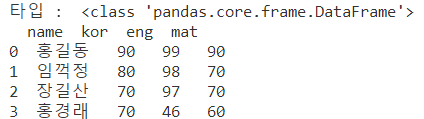 타입 :  <class 'pandas.core.frame.DataFrame'>
name kor eng mat
0 홍길동 90 99 90
1 임꺽정 80 98 70
2 장길산 70 97 70
3 홍경래 70 46 60